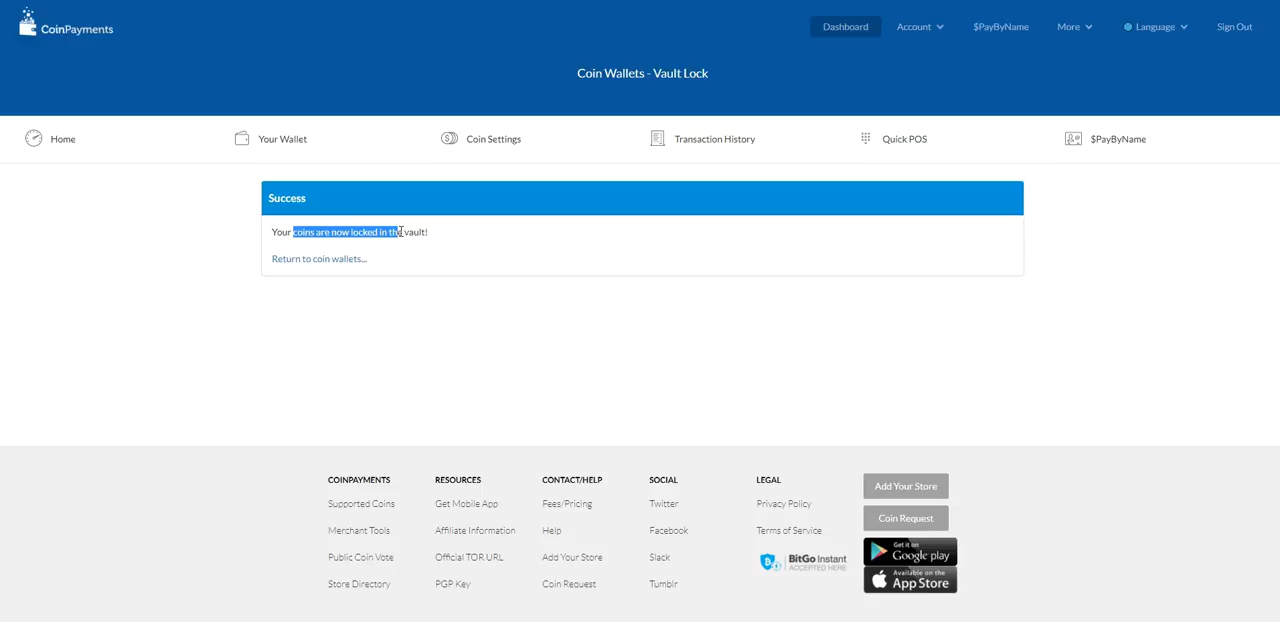 CoinPayments
Dashboard Account $PayByName More Language Sign Out
Coin Wallets - Vault Lock
Home Your Wallet Coin Settings Transaction History Quick POS $PayByName
Success
Your coins are now locked in the vault!
Return to coin wallets...
COINPAYMENTS RESOURCES CONTACT/HELP SOCIAL LEGAL
Add Your Store
Supported Coins Get Mobile App Fees/Pricing Twitter Privacy Policy
Coin Request
Merchant Tools Affiliate Information Help Facebook Terms of Service
Get it on
Google play
Public Coin Vote Official TOR URL Add Your Store Slack
BitGo Instant
ACCEPTED HERE
Available on the
App Store
Store Directory PGP Key Coin Request Tumblr